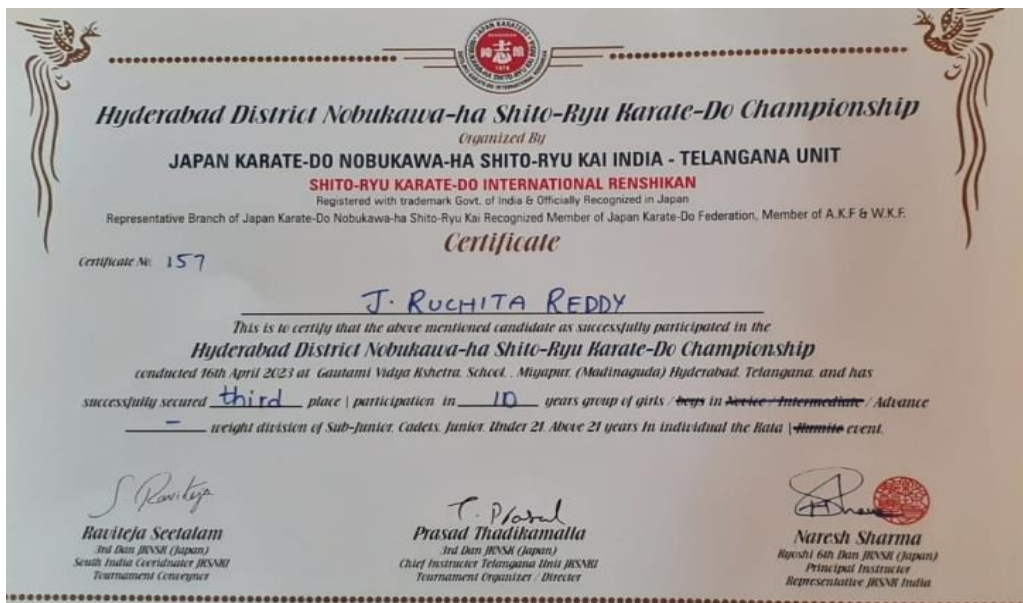 Hyderabad District Nobukawa-ha Shito-Ryu Karate-Do Championship
Organized By
JAPAN KARATE-DO NOBUKAWA-HA SHITO-RYU KAI INDIA - TELANGANA UNIT
SHITO-RYU KARATE-DO INTERNATIONAL RENSHIKAN
Registered with trademark Govt. of India & Officially Recognized in Japan
Representative Branch of Japan Karate-Do Nobukawa-ha Shito-Ryu Kai Recognized Member of Japan Karate-Do Federation, Member of A.K.F & W.K.F.
Certificate
Certificate No. 157
J. RUCHITA REDDY
This is to certify that the above mentioned candidate as successfully participated in the
Hyderabad District Nobukawa-ha Shito-Ryu Karate-Do Championship
conducted 16th April 2023 at Gautami Vidya Kshetra. School, . Miyapur, (Madinaguda) Hyderabad. Telangana. and has
successfully secured third place | participation in 10 years group of girls / boys in Novice / Intermediate / Advance
- weight division of Sub-Junior. Cadets. Junior. Under 21. Above 21 years In individual the Kata | Kumite event.
S. Raviteja
T. Prasad
Raviteja Seetalam
3rd Dan JKNSK (Japan)
South India Cooridnator JKSNKI
Tournament Conveynor
Prasad Thadikamalla
3rd Dan JKNSK (Japan)
Chief Instructor Telangana Unit JKSNKI
Tournament Organizer / Director
Naresh Sharma
Kyoshi 6th Dan JKNSK (Japan)
Principal Instructor
Representative JKSNK India.